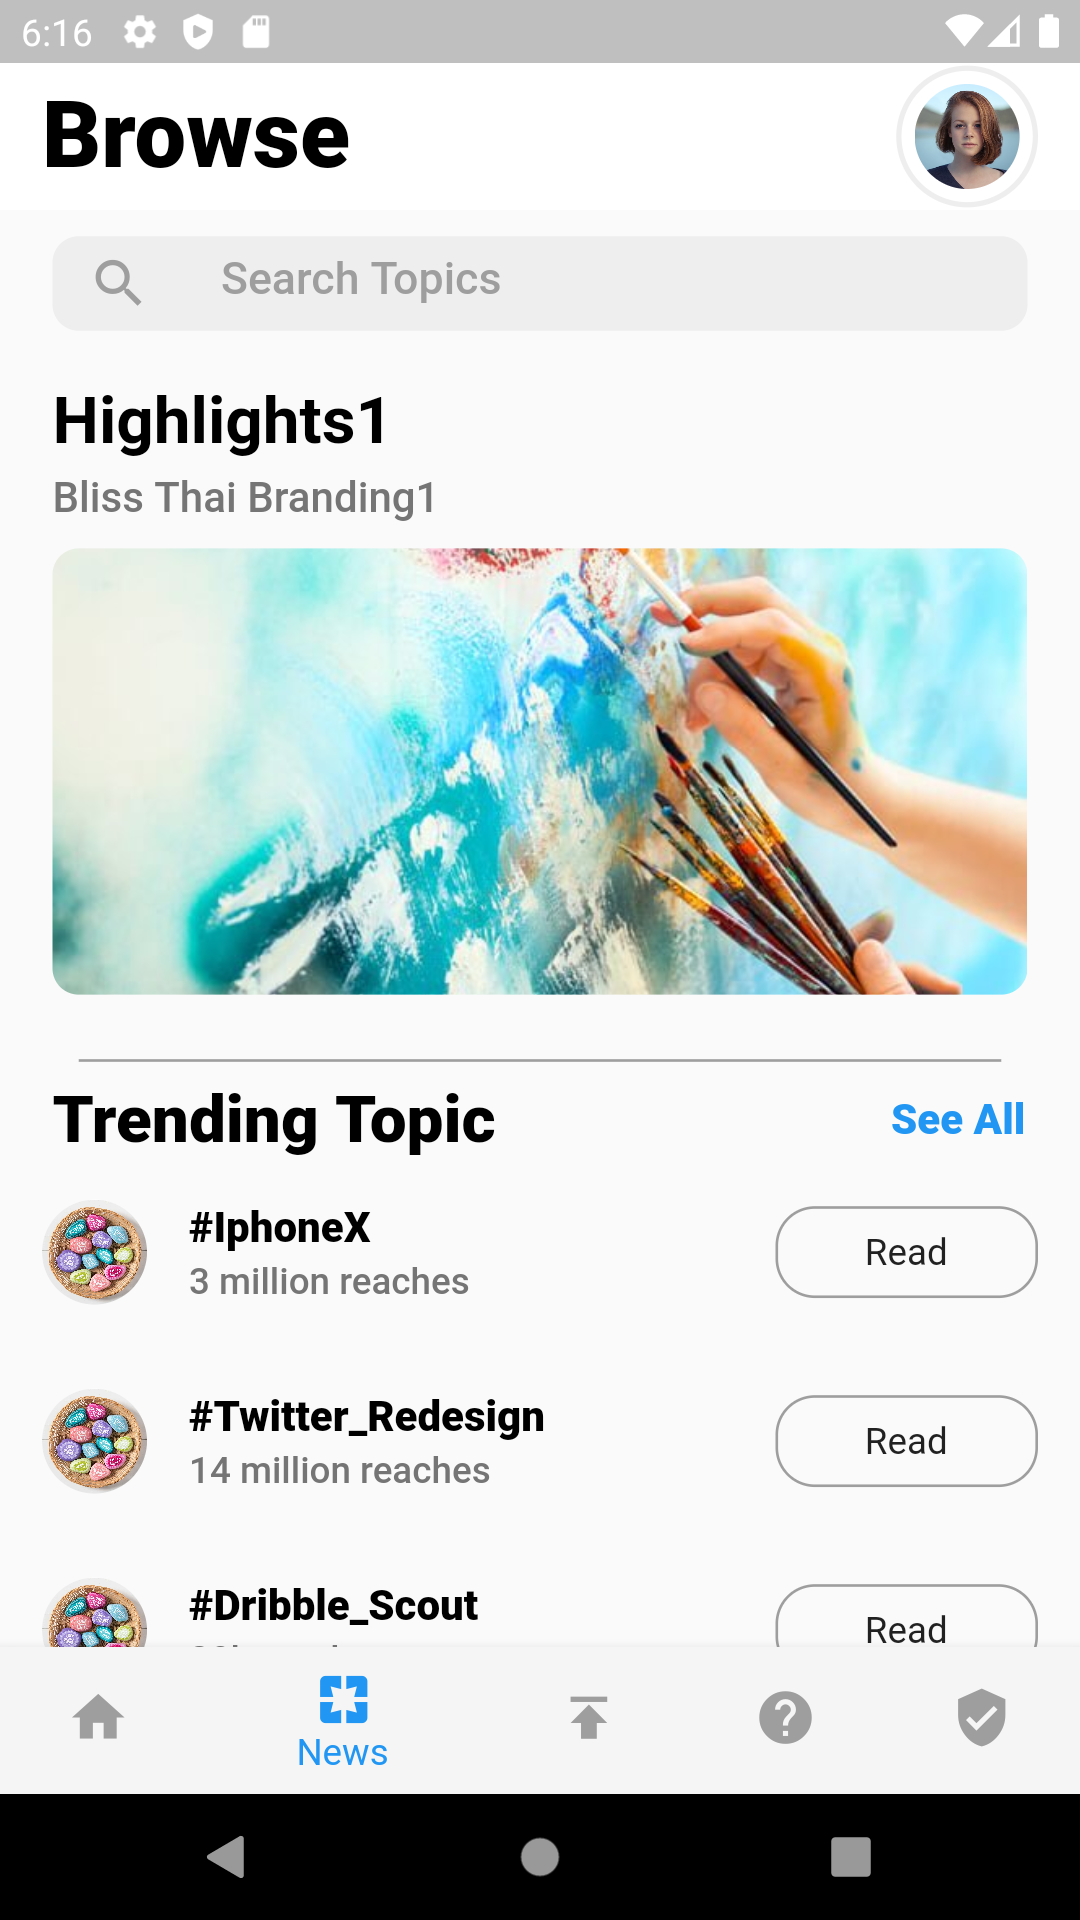 6:16
Browse
Search Topics
Highlights1
Bliss Thai Branding1
Trending Topic
See All
#IphoneX
3 million reaches
Read
#Twitter_Redesign
14 million reaches
Read
#Dribble_Scout
Read
News